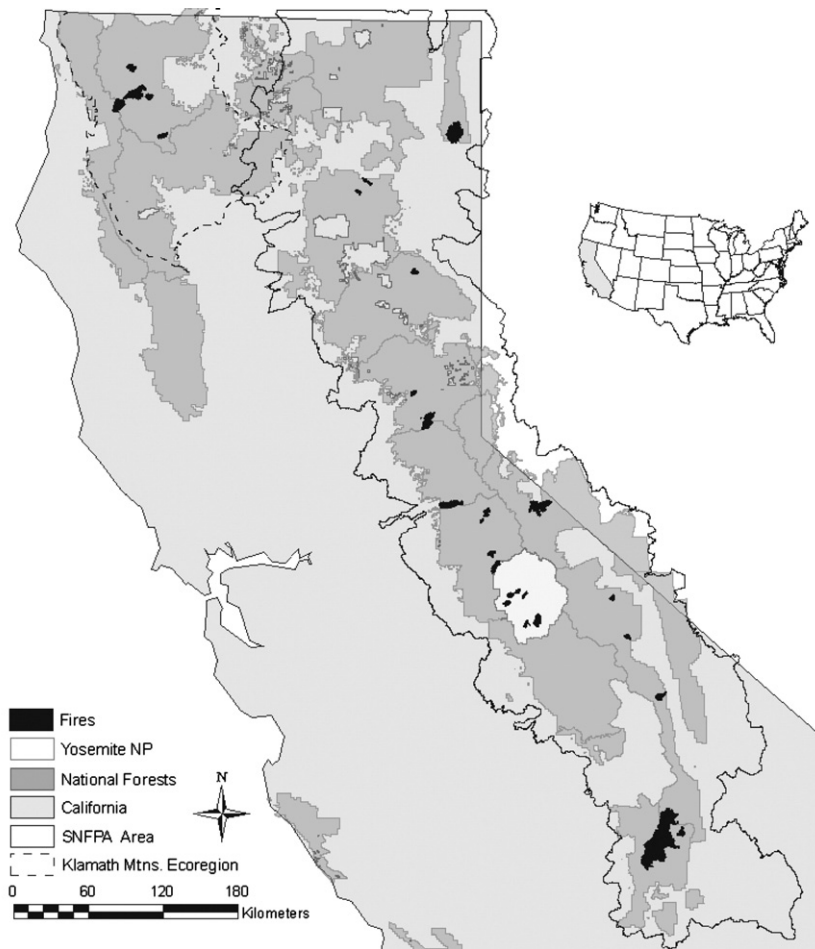 Fires
Yosemite NP
National Forests
California
SNFPA Area
Klamath Mtns. Ecoregion
N
0 60 120 180
Kilometers